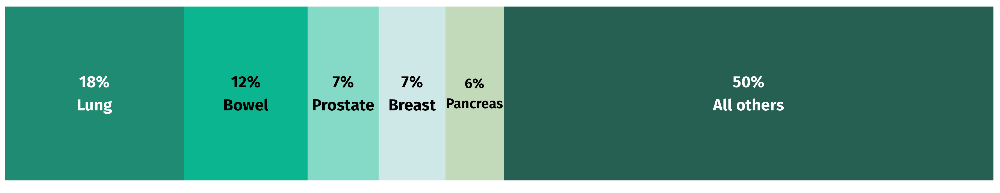 18%
Lung
12%
Bowel
7%
Prostate
7%
Breast
6%
Pancreas
50%
All others